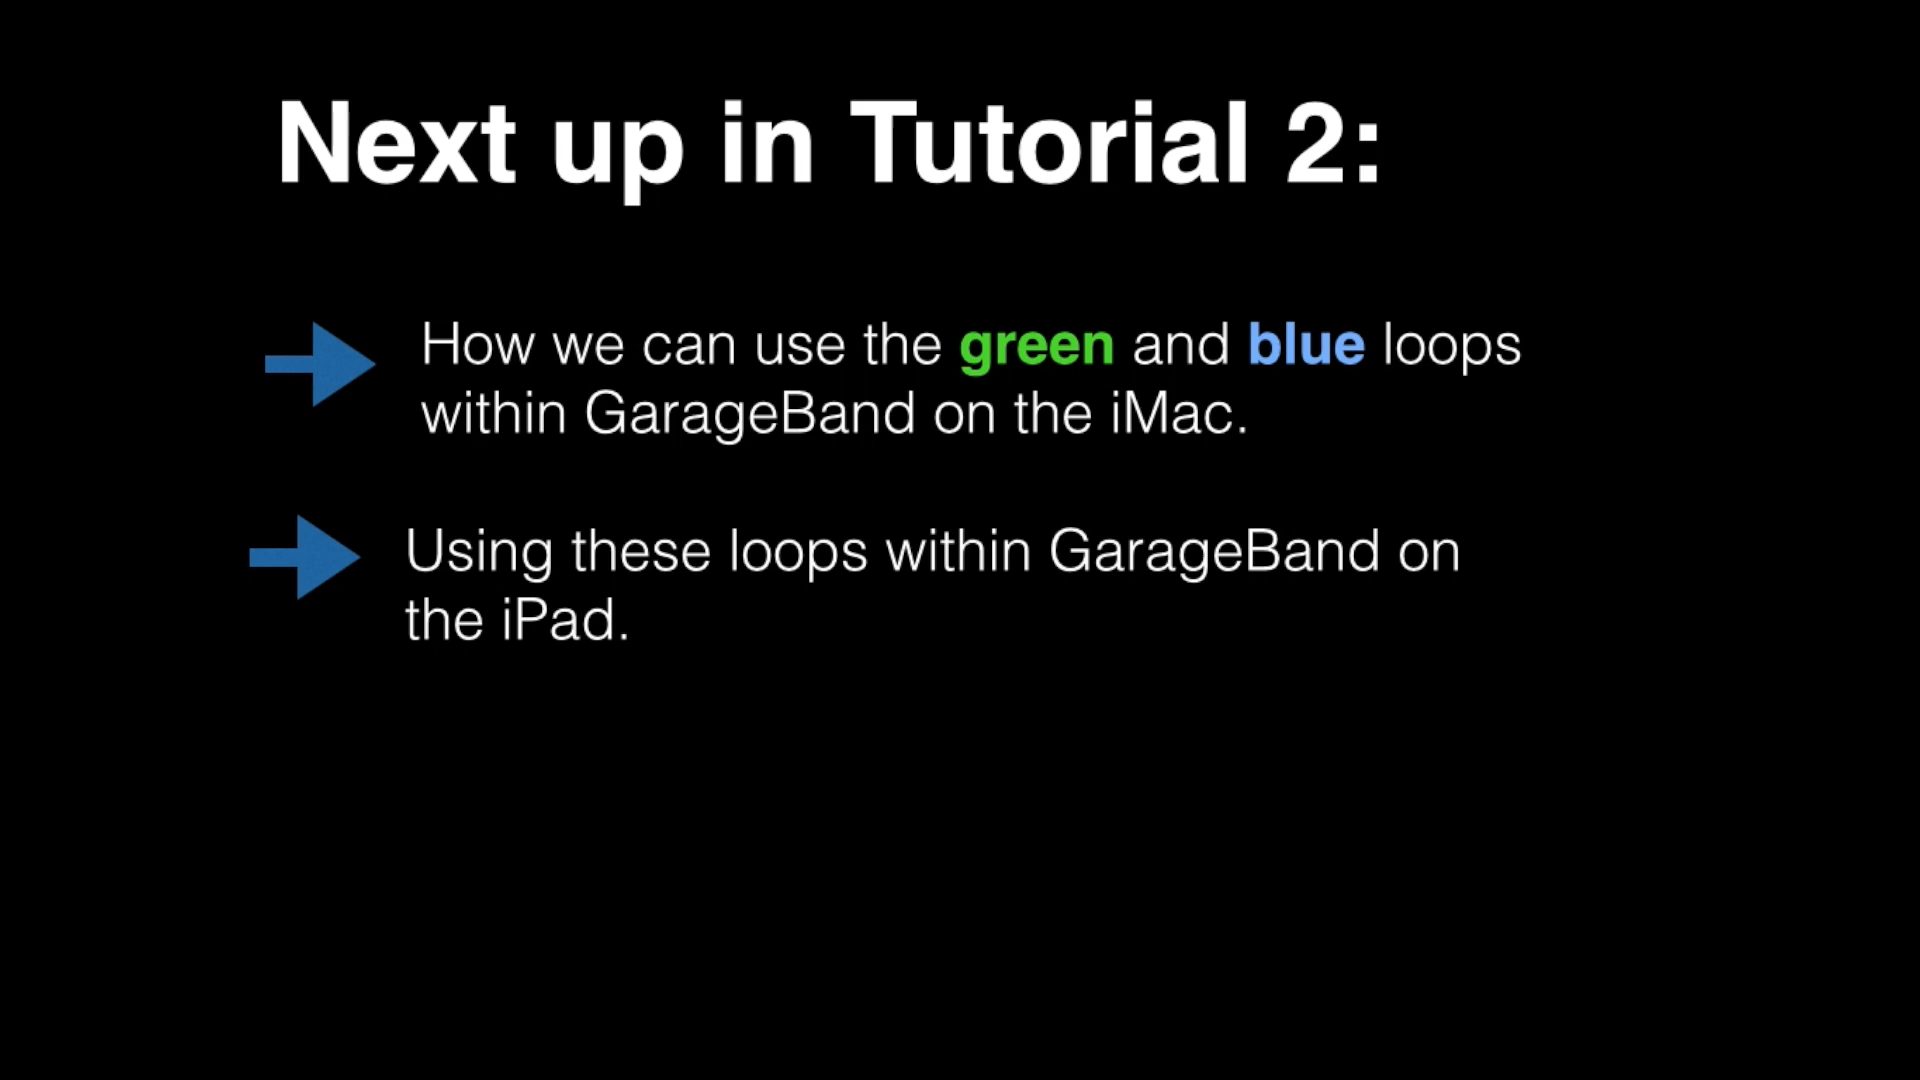 Next up in Tutorial 2:
How we can use the green and blue loops
within GarageBand on the iMac.
Using these loops within GarageBand on
the iPad.